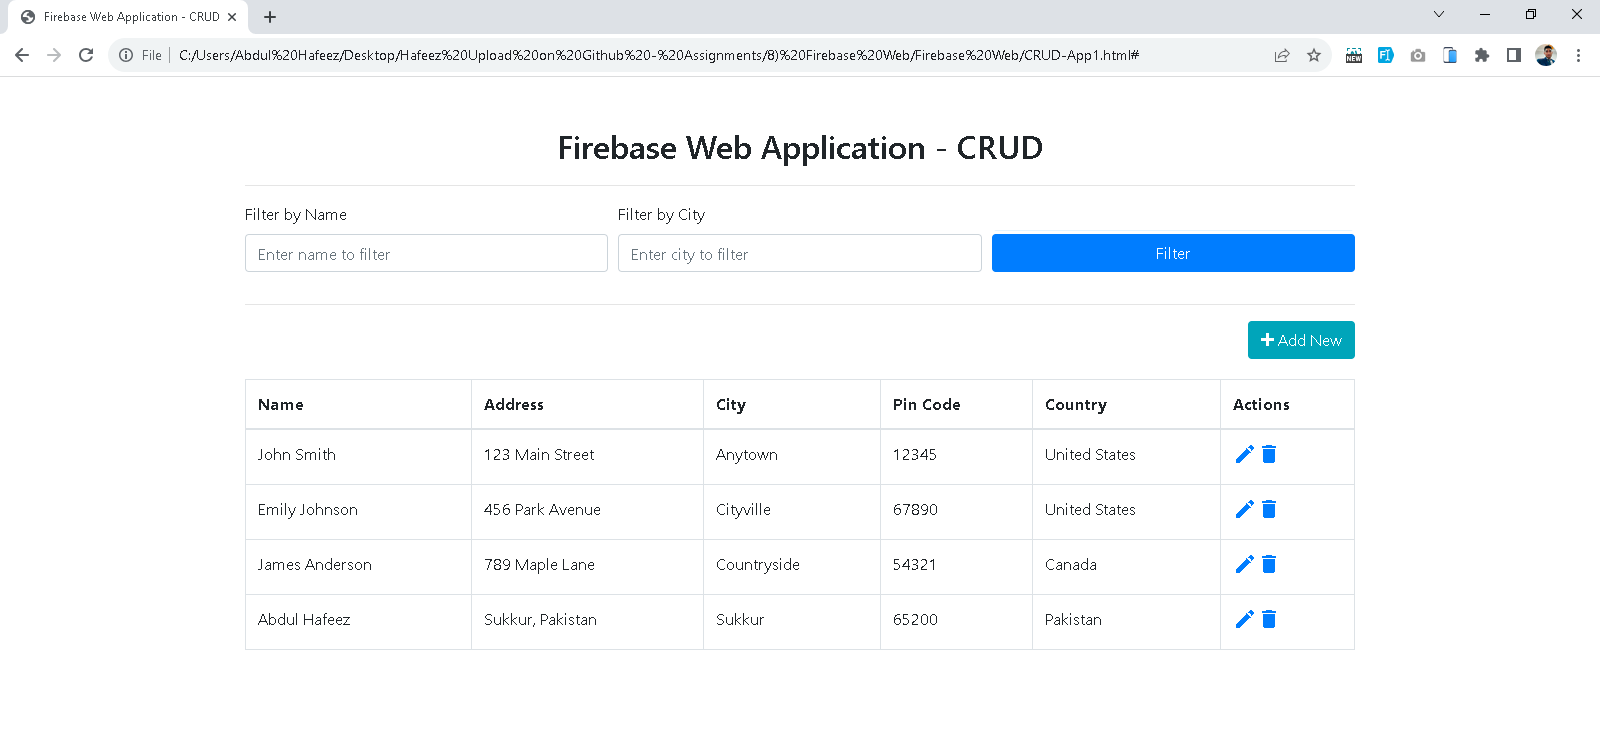 Firebase Web Application - CRUD
File C:/Users/Abdul%20Hafeez/Desktop/Hafeez%20Upload%20on%20Github%20-%20Assignments/8)%20Firebase%20Web/Firebase%20Web/CRUD-App1.html#
NEW
Firebase Web Application - CRUD
Filter by Name Filter by City
Enter name to filter Enter city to filter Filter
Add New
Name Address City Pin Code Country Actions
John Smith 123 Main Street Anytown 12345 United States
Emily Johnson 456 Park Avenue Cityville 67890 United States
James Anderson 789 Maple Lane Countryside 54321 Canada
Abdul Hafeez Sukkur, Pakistan Sukkur 65200 Pakistan